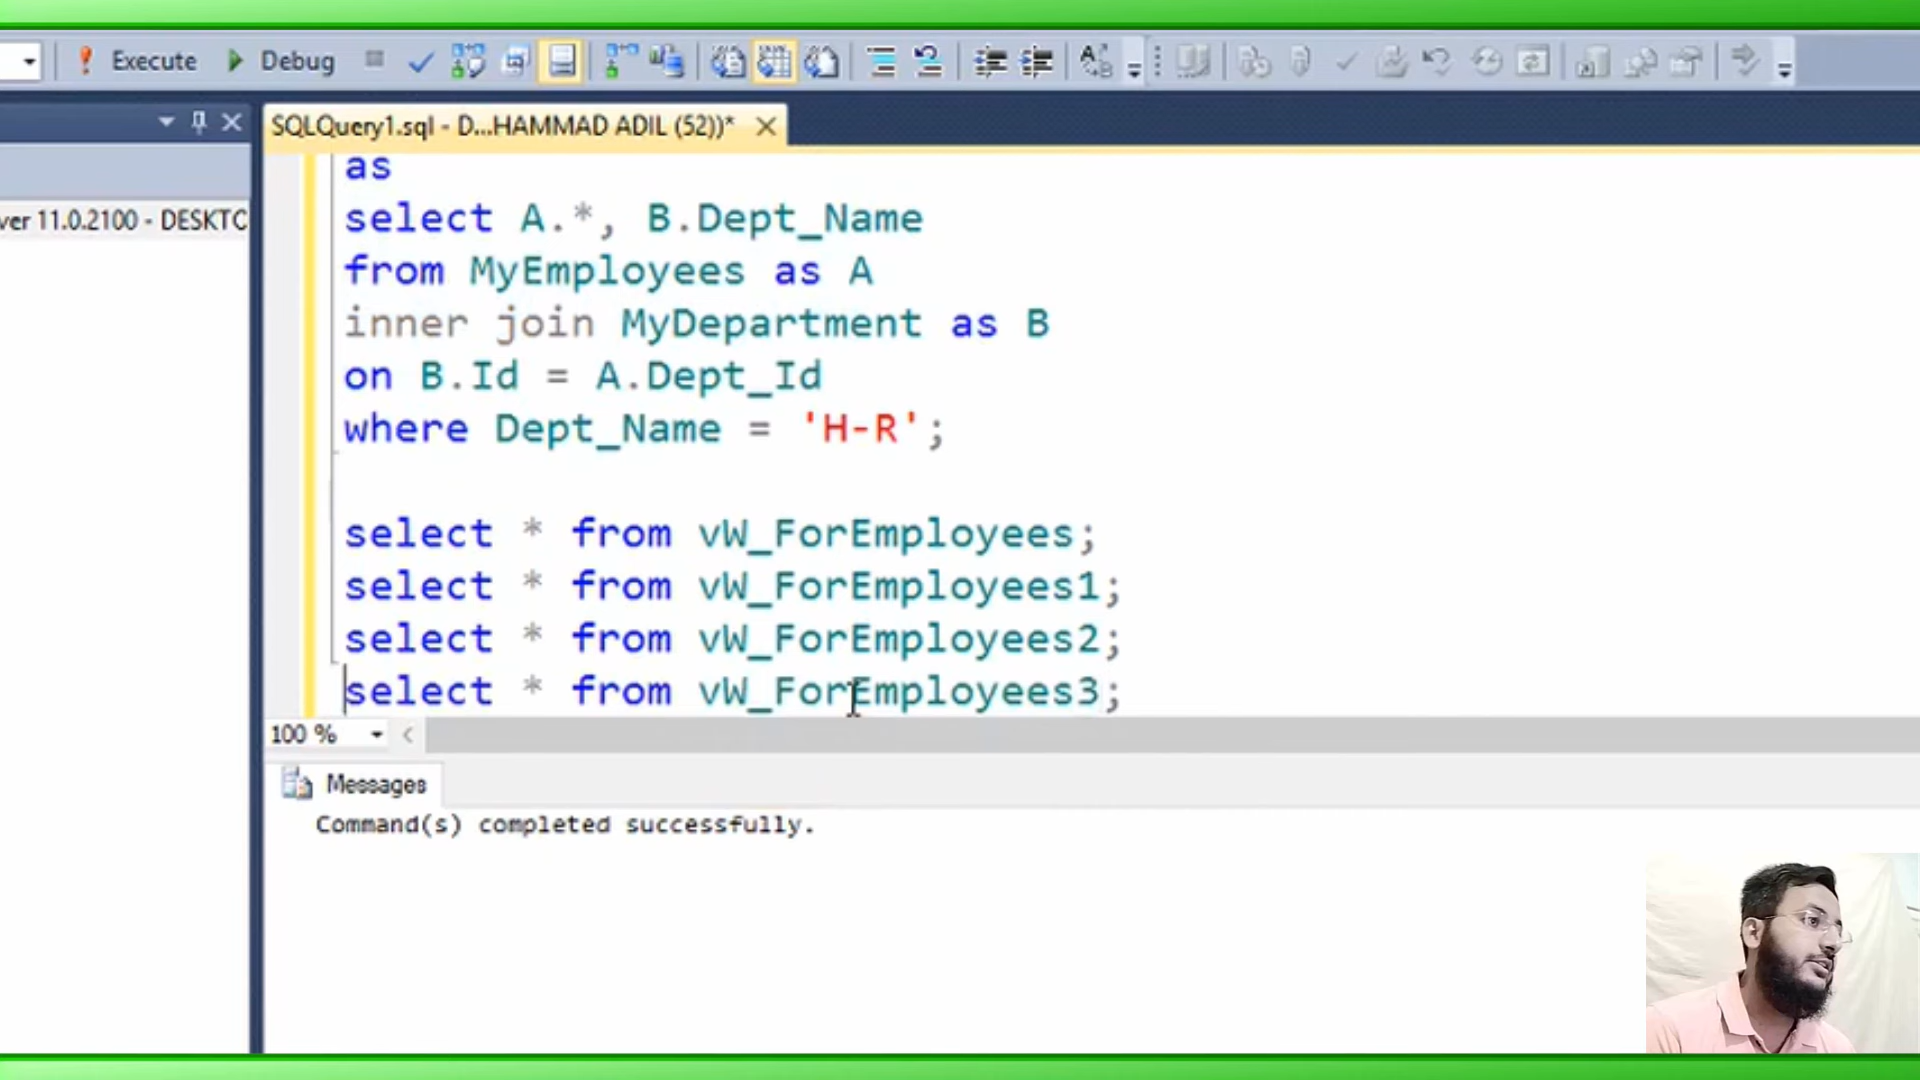 Execute
Debug
SQLQuery1.sql - D...HAMMAD ADIL (52))*
ver 11.0.2100 - DESKTO
as
select A.*, B.Dept_Name
from MyEmployees as A
inner join MyDepartment as B
on B.Id = A.Dept_Id
where Dept_Name = 'H-R';
select * from vW_ForEmployees;
select * from vW_ForEmployees1;
select * from vW_ForEmployees2;
select * from vW_ForEmployees3;
100 %
Messages
Command(s) completed successfully.